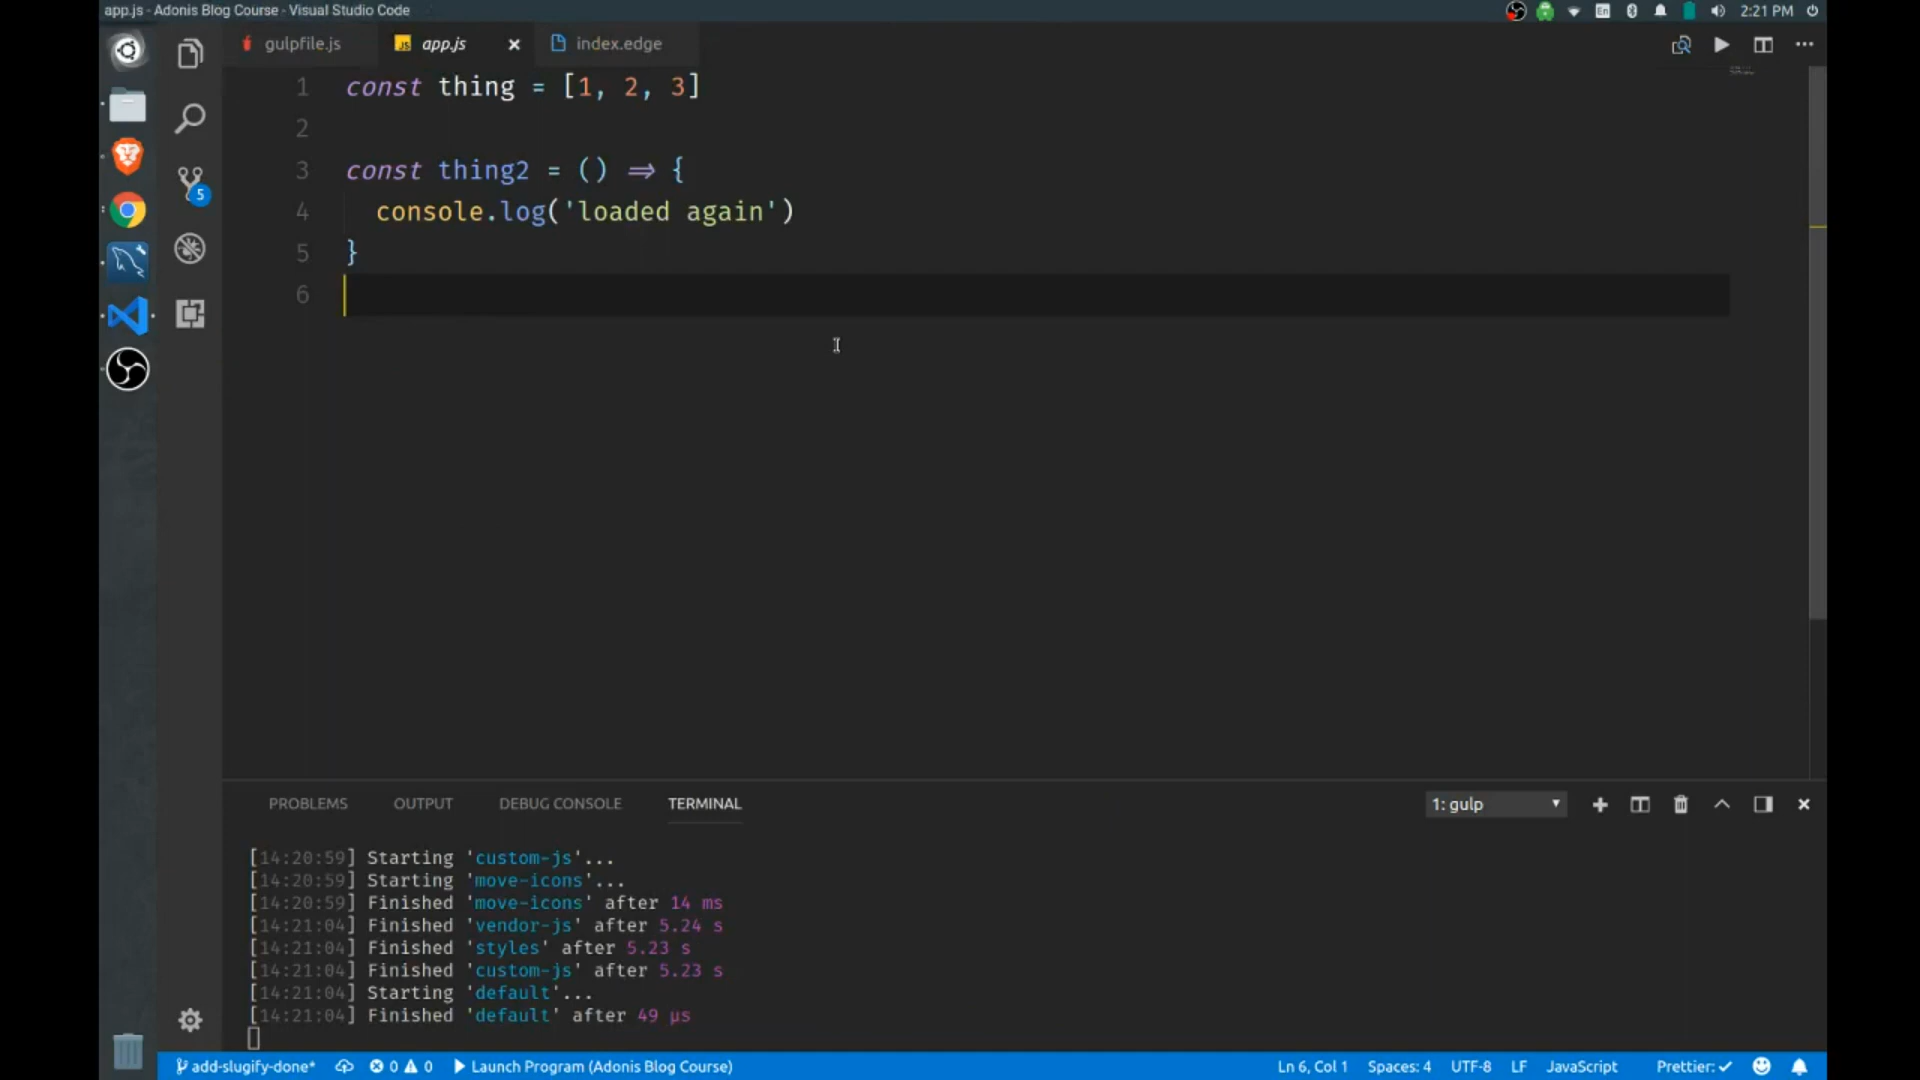 app.js - Adonis Blog Course - Visual Studio Code
En
2:21 PM
gulpfile.js
JS
app.js
index.edge
1 const thing = [1, 2, 3]
2
3 const thing2 = () => {
4 console.log('loaded again')
5 }
6
5
PROBLEMS
OUTPUT
DEBUG CONSOLE
TERMINAL
1: gulp
[14:20:59] Starting 'custom-js'...
[14:20:59] Starting 'move-icons'...
[14:20:59] Finished 'move-icons' after 14 ms
[14:21:04] Finished 'vendor-js' after 5.24 s
[14:21:04] Finished 'styles' after 5.23 s
[14:21:04] Finished 'custom-js' after 5.23 s
[14:21:04] Starting 'default'...
[14:21:04] Finished 'default' after 49 μs
add-slugify-done*
0
0
Launch Program (Adonis Blog Course)
Ln 6, Col 1
Spaces: 4
UTF-8
LF
JavaScript
Prettier: ✓